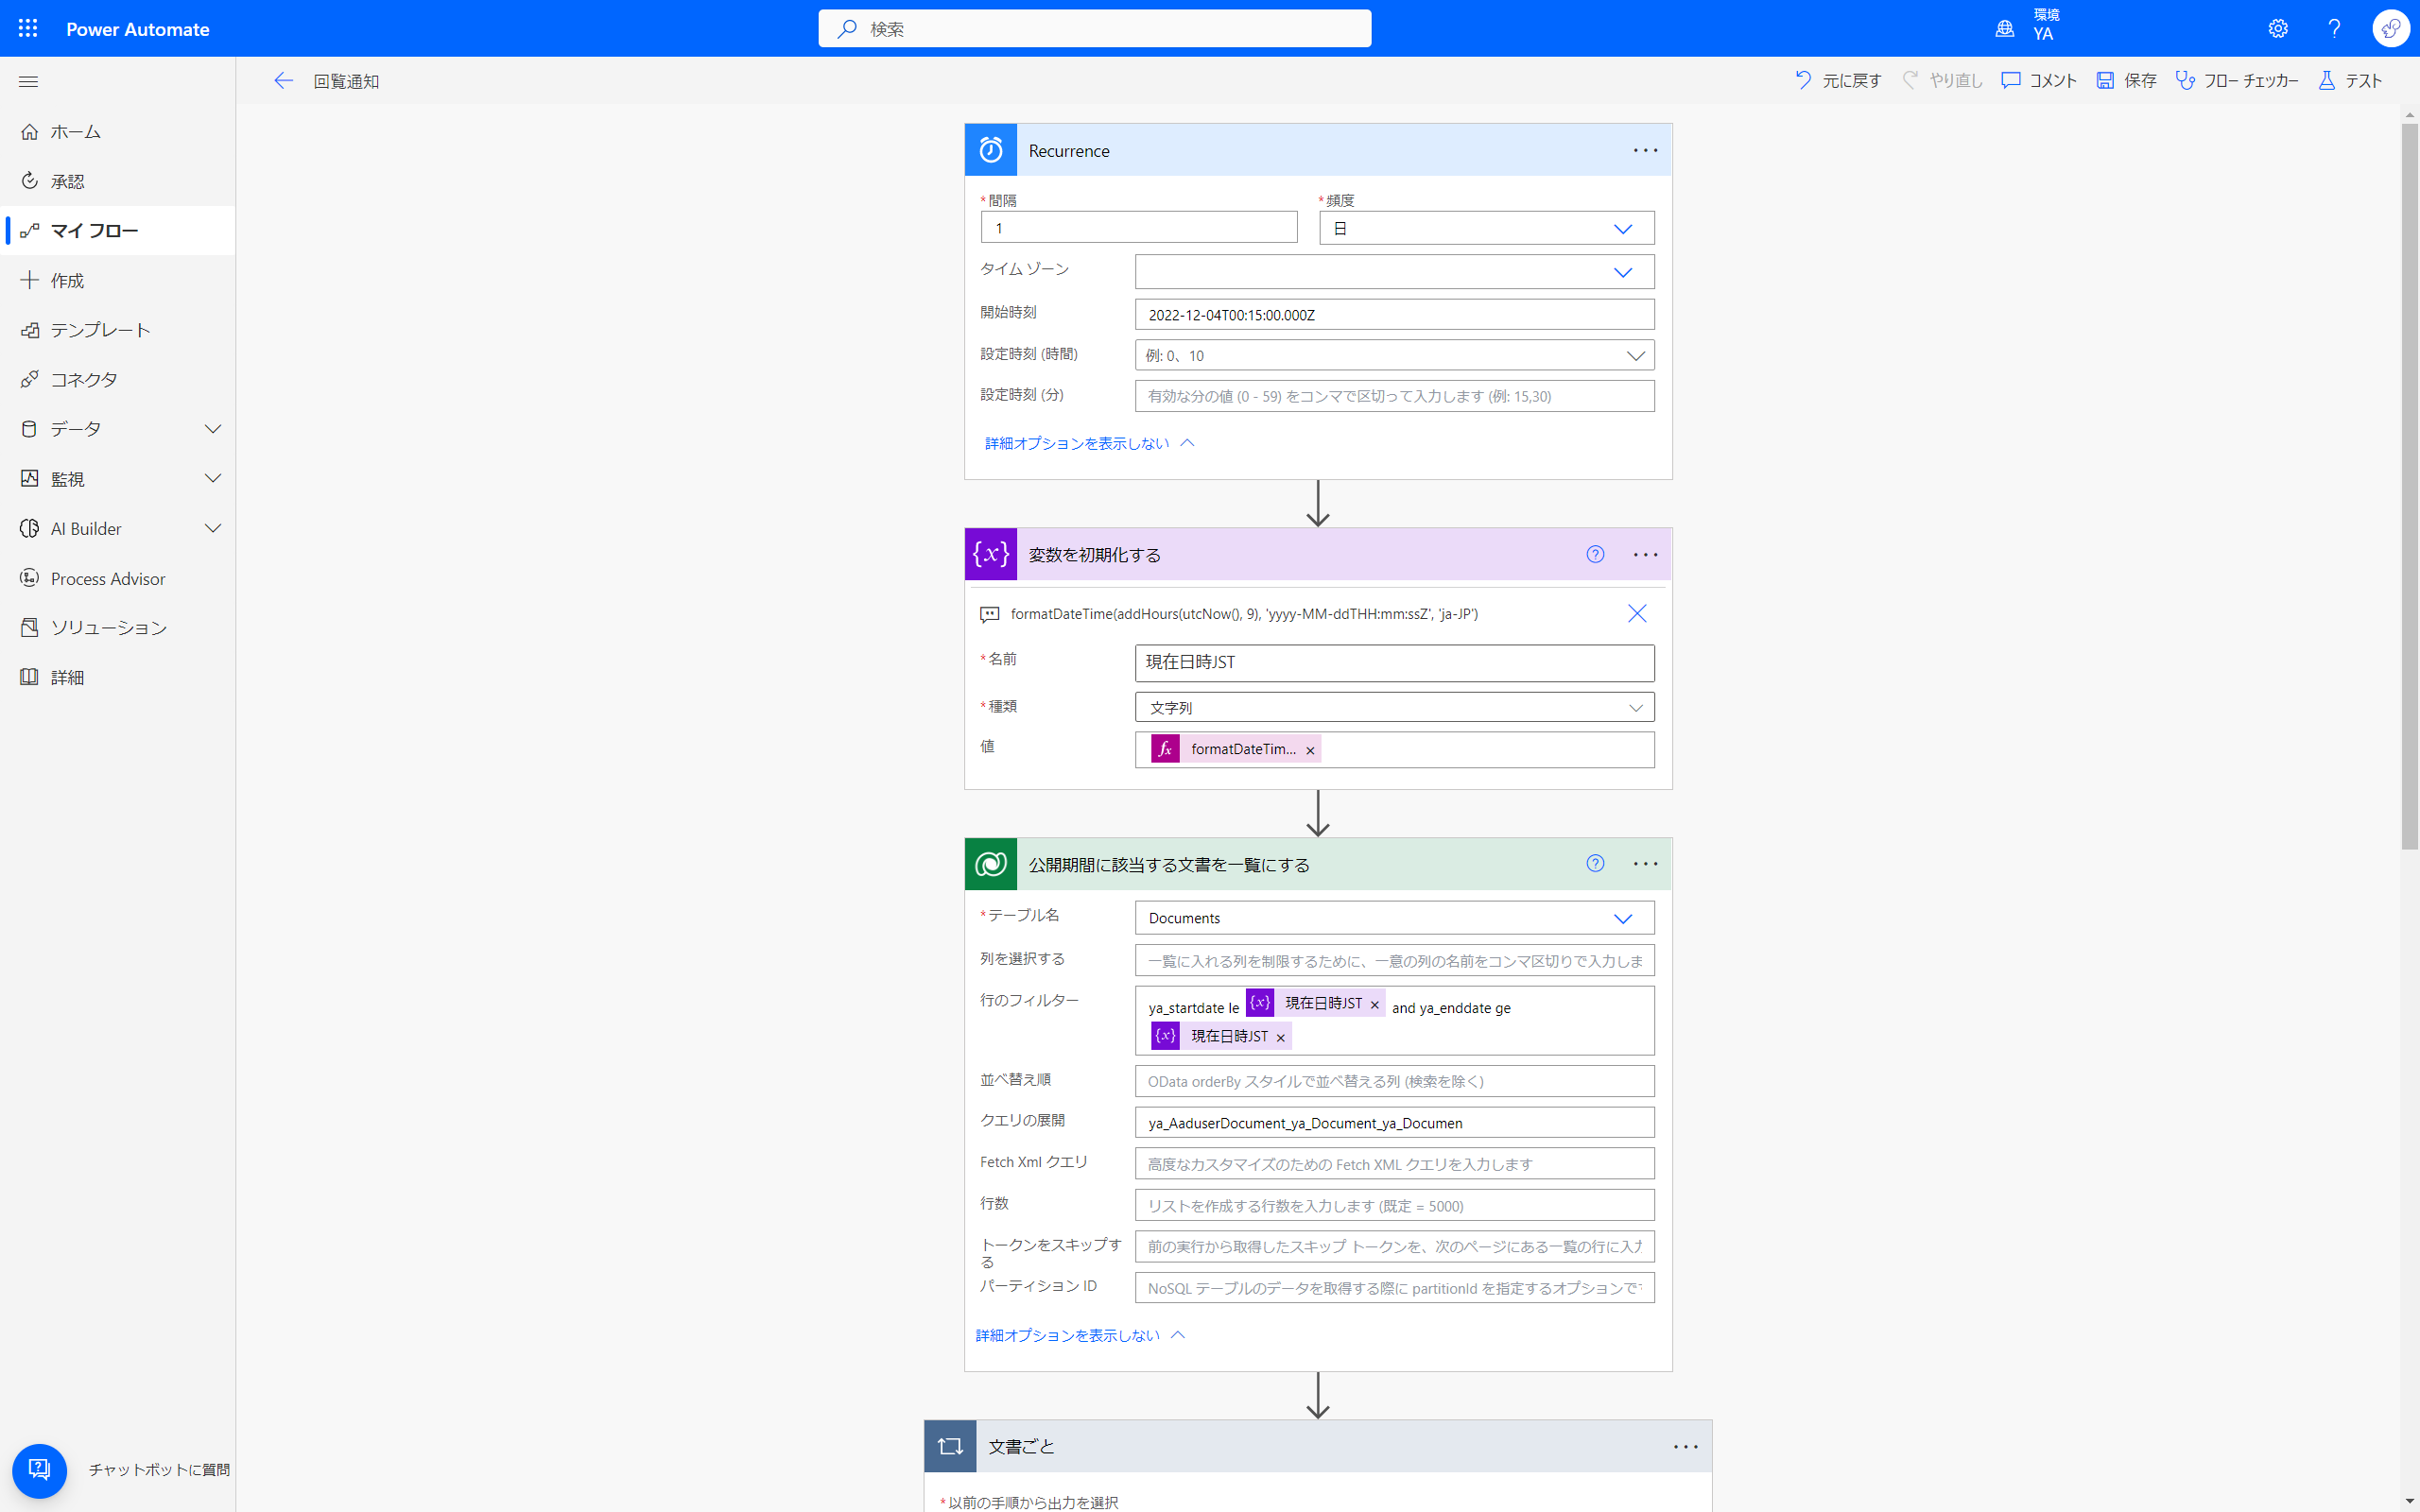 Power Automate
検索
環境
YA
回覧通知
元に戻す
やり直し
コメント
保存
フロー チェッカー
テスト
ホーム
承認
マイ フロー
作成
テンプレート
コネクタ
データ
監視
AI Builder
Process Advisor
ソリューション
詳細
チャットボットに質問
Recurrence
*間隔
1
*頻度
日
タイム ゾーン
開始時刻
2022-12-04T00:15:00.000Z
設定時刻 (時間)
例: 0、10
設定時刻 (分)
有効な分の値 (0 - 59) をコンマで区切って入力します (例: 15,30)
詳細オプションを表示しない
{x} 変数を初期化する
formatDateTime(addHours(utcNow(), 9), 'yyyy-MM-ddTHH:mm:ssZ', 'ja-JP')
*名前
現在日時JST
*種類
文字列
値
fx formatDateTim... ×
公開期間に該当する文書を一覧にする
*テーブル名
Documents
列を選択する
一覧に入れる列を制限するために、一意の列の名前をコンマ区切りで入力しま
行のフィルター
ya_startdate le {x} 現在日時JST × and ya_enddate ge
{x} 現在日時JST ×
並べ替え順
OData orderBy スタイルで並べ替える列 (検索を除く)
クエリの展開
ya_AaduserDocument_ya_Document_ya_Documen
Fetch Xml クエリ
高度なカスタマイズのための Fetch XML クエリを入力します
行数
リストを作成する行数を入力します (既定 = 5000)
トークンをスキップす
る
前の実行から取得したスキップ トークンを、次のページにある一覧の行に入
パーティション ID
NoSQL テーブルのデータを取得する際に partitionId を指定するオプションで
詳細オプションを表示しない
文書ごと
*以前の手順から出力を選択